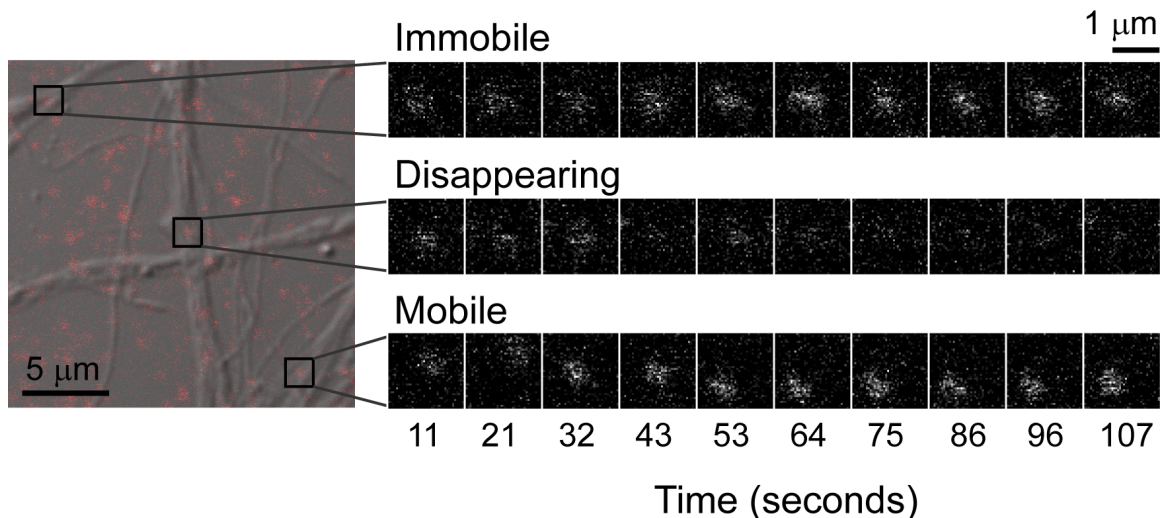 1 μm
Immobile
Disappearing
Mobile
5 μm
11 21 32 43 53 64 75 86 96 107
Time (seconds)